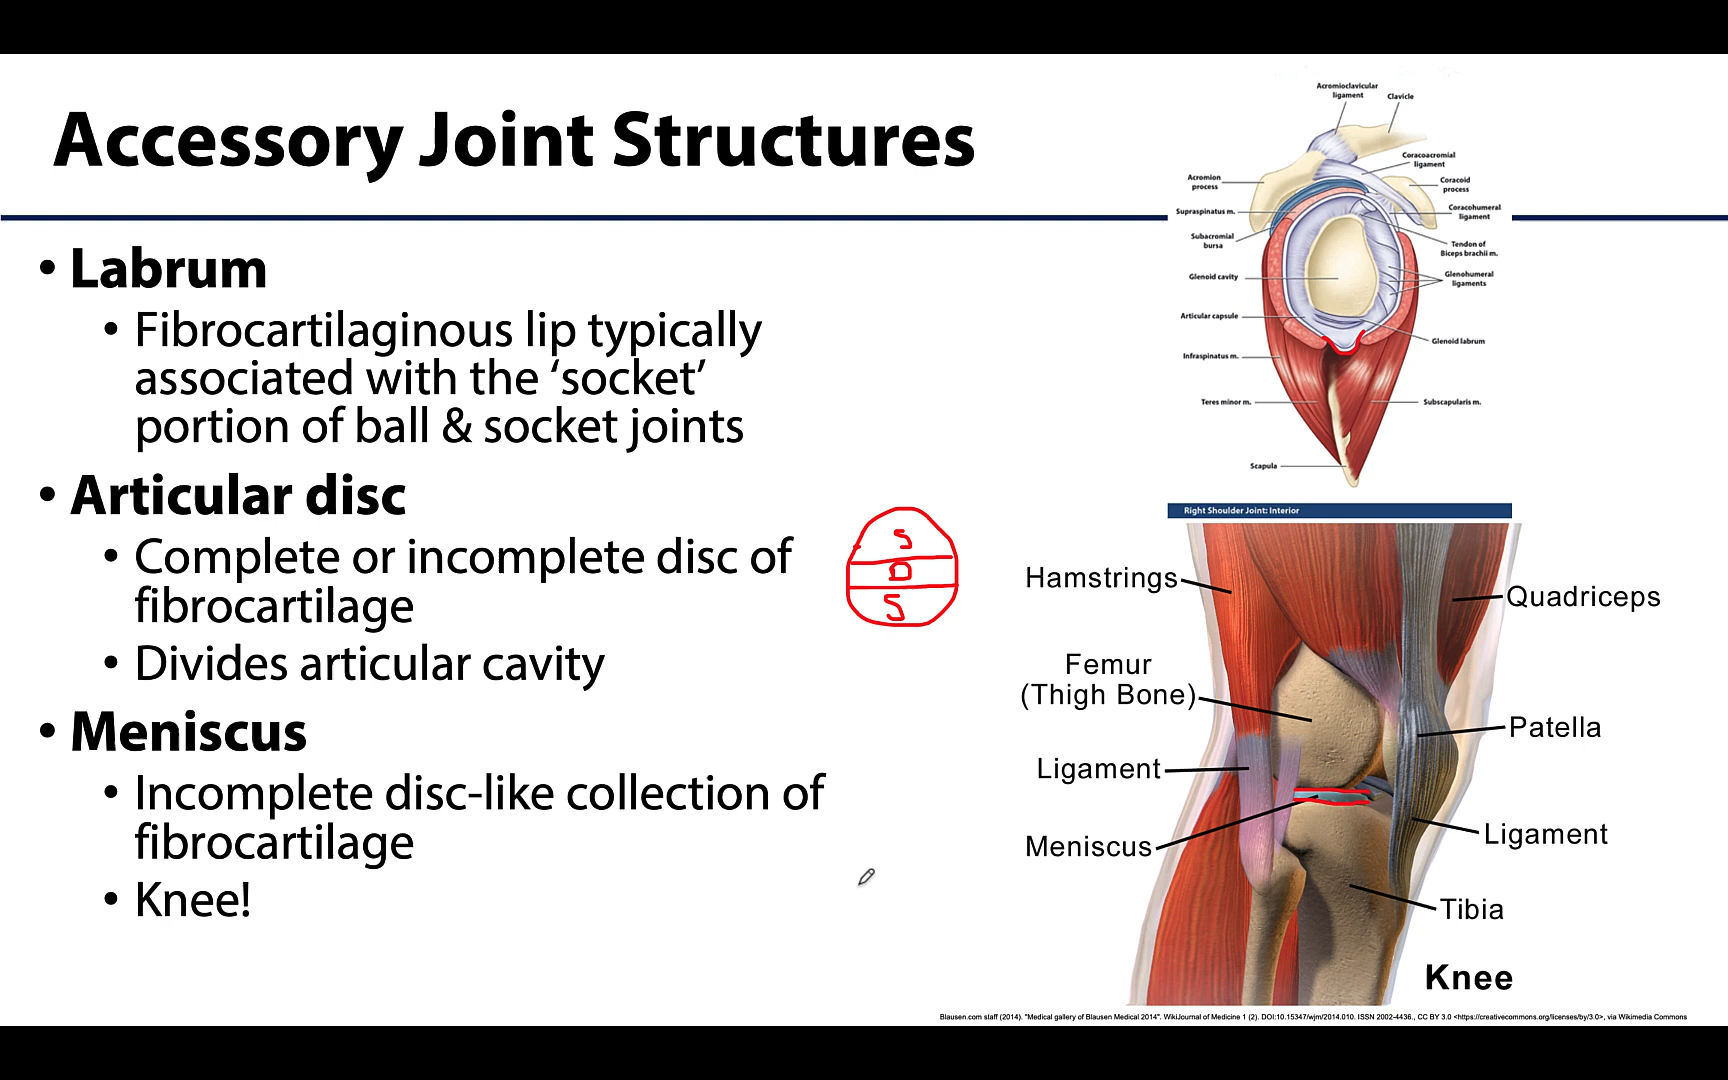 Accessory Joint Structures
• Labrum
• Fibrocartilaginous lip typically
associated with the ‘socket’
portion of ball & socket joints
• Articular disc
• Complete or incomplete disc of
fibrocartilage
• Divides articular cavity
• Meniscus
• Incomplete disc-like collection of
fibrocartilage
• Knee!
S
D
S
Acromioclavicular
ligament
Clavicle
Coracoacromial
ligament
Acromion
process
Coracoid
process
Supraspinatus m.
Coracohumeral
ligament
Subacromial
bursa
Tendon of
Biceps brachii m.
Glenoid cavity
Glenohumeral
ligaments
Articular capsule
Glenoid labrum
Infraspinatus m.
Teres minor m.
Subscapularis m.
Scapula
Right Shoulder Joint: Interior
Hamstrings
Quadriceps
Femur
(Thigh Bone)
Patella
Ligament
Meniscus
Ligament
Tibia
Knee
Blausen.com staff (2014). "Medical gallery of Blausen Medical 2014". WikiJournal of Medicine 1 (2). DOI:10.15347/wjm/2014.010. ISSN 2002-4436., CC BY 3.0 <https://creativecommons.org/licenses/by/3.0>, via Wikimedia Commons